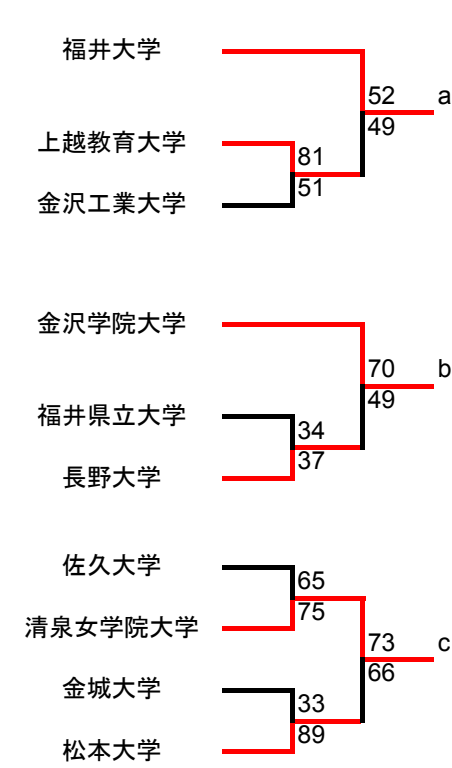 福井大学
52 a
49
上越教育大学
81
51
金沢工業大学
金沢学院大学
70 b
49
福井県立大学
34
37
長野大学
佐久大学
65
75
清泉女学院大学
73 c
66
金城大学
33
89
松本大学